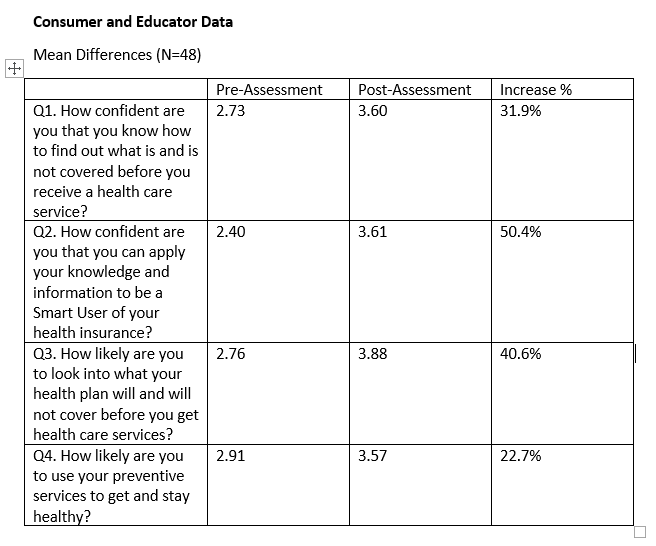 Consumer and Educator Data
Mean Differences (N=48)
Pre-Assessment Post-Assessment Increase %
Q1. How confident are 2.73 3.60 31.9%
you that you know how
to find out what is and is
not covered before you
receive a health care
service?
Q2. How confident are 2.40 3.61 50.4%
you that you can apply
your knowledge and
information to be a
Smart User of your
health insurance?
Q3. How likely are you 2.76 3.88 40.6%
to look into what your
health plan will and will
not cover before you get
health care services?
Q4. How likely are you 2.91 3.57 22.7%
to use your preventive
services to get and stay
healthy?